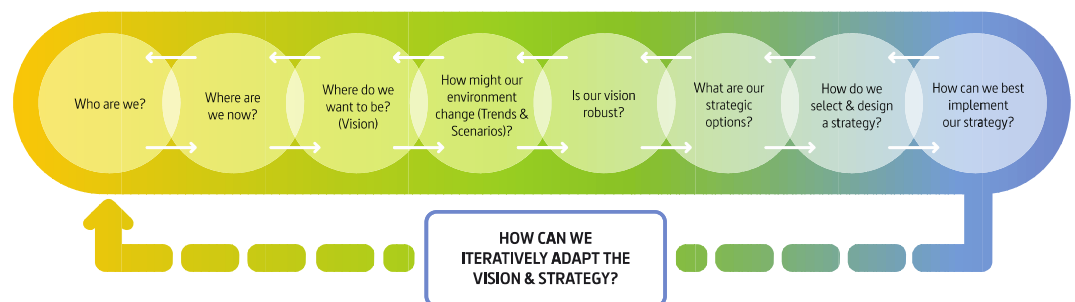 Who are we?
Where are
we now?
Where do we
want to be?
(Vision)
How might our
environment
change (Trends &
Scenarios)?
Is our vision
robust?
What are our
strategic
options?
How do we
select & design
a strategy?
How can we best
implement
our strategy?
HOW CAN WE
ITERATIVELY ADAPT THE
VISION & STRATEGY?